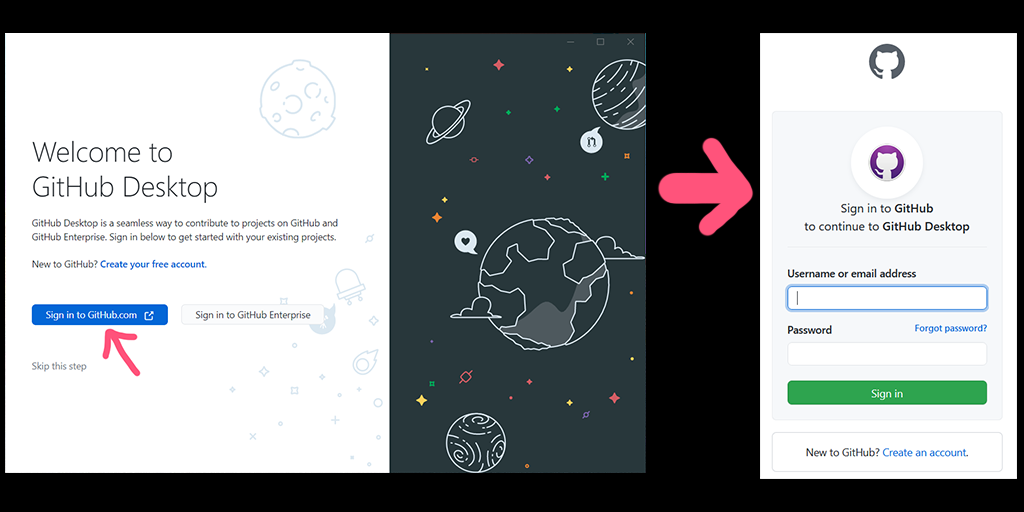 Welcome to
GitHub Desktop
GitHub Desktop is a seamless way to contribute to projects on GitHub and
GitHub Enterprise. Sign in below to get started with your existing projects.
New to GitHub? Create your free account.
Sign in to GitHub.com
Sign in to GitHub Enterprise
Skip this step
Sign in to GitHub
to continue to GitHub Desktop
Username or email address
Password
Forgot password?
Sign in
New to GitHub? Create an account.